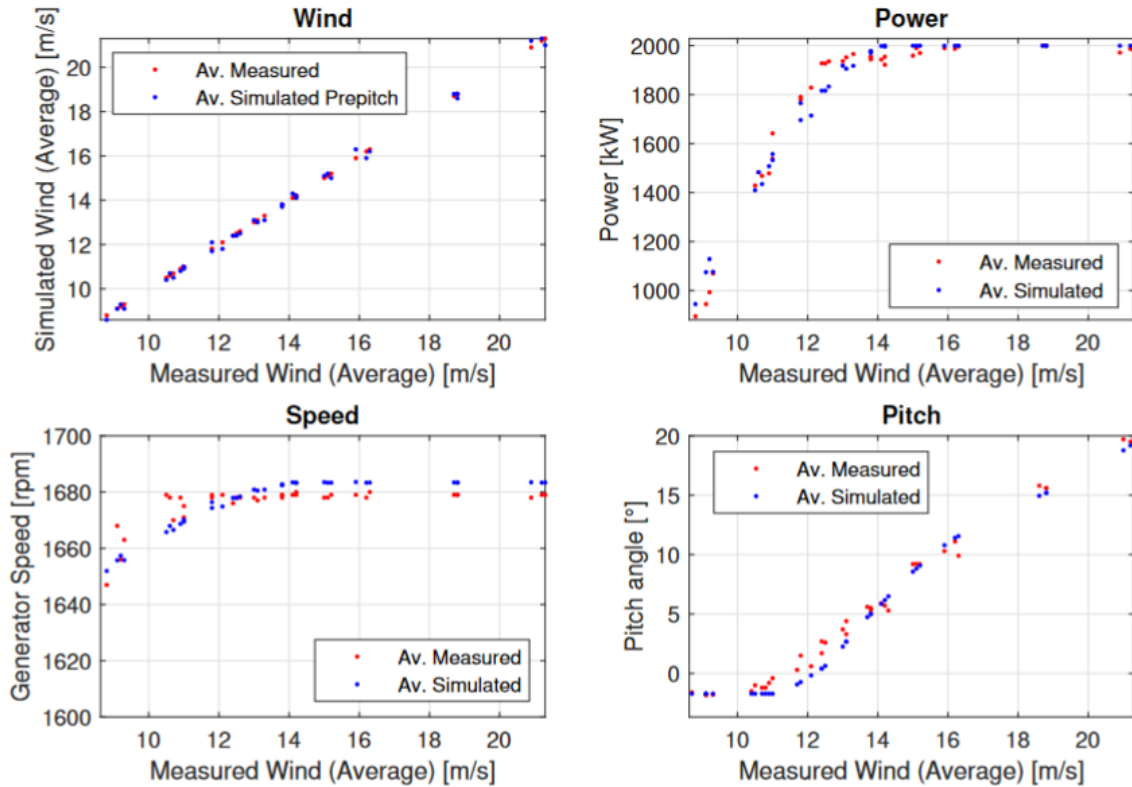 Wind
Simulated Wind (Average) [m/s]
20
18
16
14
12
10
Av. Measured
Av. Simulated Prepitch
10 12 14 16 18 20
Measured Wind (Average) [m/s]
Power
Power [kW]
2000
1800
1600
1400
1200
1000
Av. Measured
Av. Simulated
10 12 14 16 18 20
Measured Wind (Average) [m/s]
Speed
Generator Speed [rpm]
1700
1680
1660
1640
1620
1600
Av. Measured
Av. Simulated
10 12 14 16 18 20
Measured Wind (Average) [m/s]
Pitch
Pitch angle [°]
20
15
10
5
0
Av. Measured
Av. Simulated
10 12 14 16 18 20
Measured Wind (Average) [m/s]